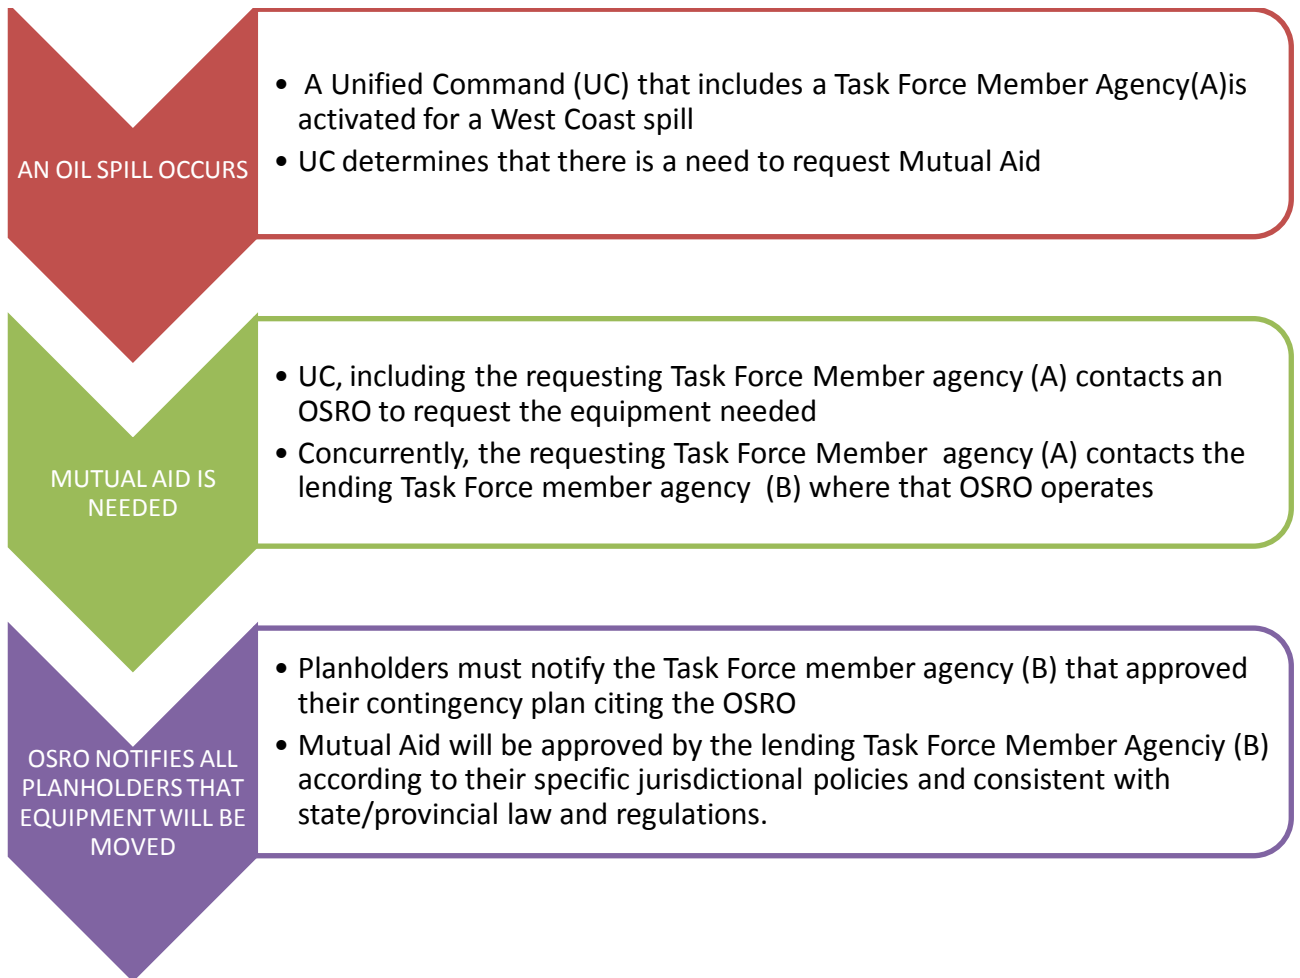 AN OIL SPILL OCCURS
• A Unified Command (UC) that includes a Task Force Member Agency(A)is
activated for a West Coast spill
• UC determines that there is a need to request Mutual Aid
MUTUAL AID IS
NEEDED
• UC, including the requesting Task Force Member agency (A) contacts an
OSRO to request the equipment needed
• Concurrently, the requesting Task Force Member agency (A) contacts the
lending Task Force member agency (B) where that OSRO operates
OSRO NOTIFIES ALL
PLANHOLDERS THAT
EQUIPMENT WILL BE
MOVED
• Planholders must notify the Task Force member agency (B) that approved
their contingency plan citing the OSRO
• Mutual Aid will be approved by the lending Task Force Member Agenciy (B)
according to their specific jurisdictional policies and consistent with
state/provincial law and regulations.